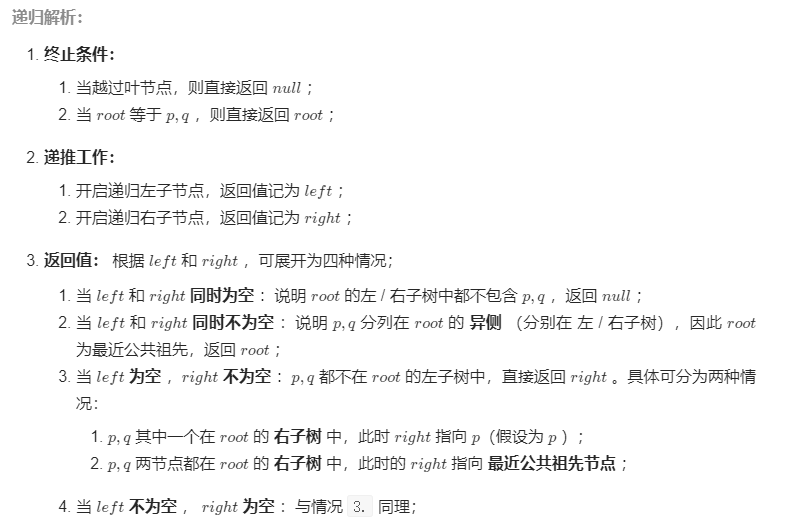 递归解析：
1. 终止条件：
1. 当越过叶节点，则直接返回 null ；
2. 当 root 等于 p, q ，则直接返回 root ；
2. 递推工作：
1. 开启递归左子节点，返回值记为 left ；
2. 开启递归右子节点，返回值记为 right ；
3. 返回值： 根据 left 和 right ，可展开为四种情况；
1. 当 left 和 right 同时为空 ：说明 root 的左 / 右子树中都不包含 p, q ，返回 null ；
2. 当 left 和 right 同时不为空 ：说明 p, q 分列在 root 的 异侧 （分别在 左 / 右子树），因此 root
为最近公共祖先，返回 root ；
3. 当 left 为空 ，right 不为空 ：p, q 都不在 root 的左子树中，直接返回 right 。具体可分为两种情
况：
1. p, q 其中一个在 root 的 右子树 中，此时 right 指向 p（假设为 p ）；
2. p, q 两节点都在 root 的 右子树 中，此时的 right 指向 最近公共祖先节点 ；
4. 当 left 不为空 ， right 为空 ：与情况 3. 同理；